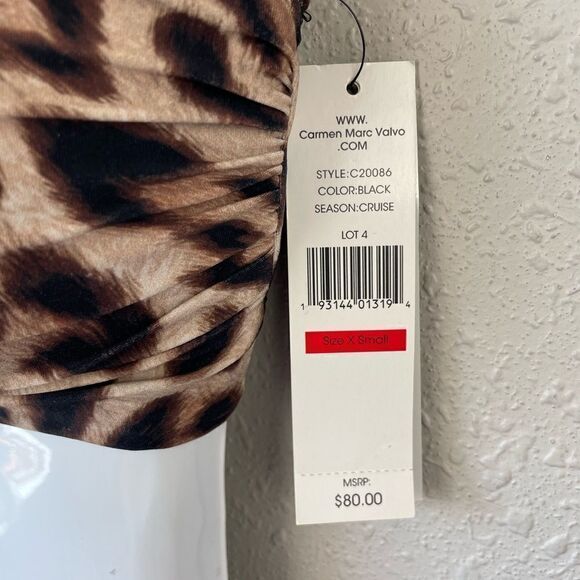 WWW.
Carmen Marc Valvo
.COM
STYLE:C20086
COLOR:BLACK
SEASON:CRUISE
LOT 4
1 93144 01319 4
Size X Small
MSRP:
$80.00